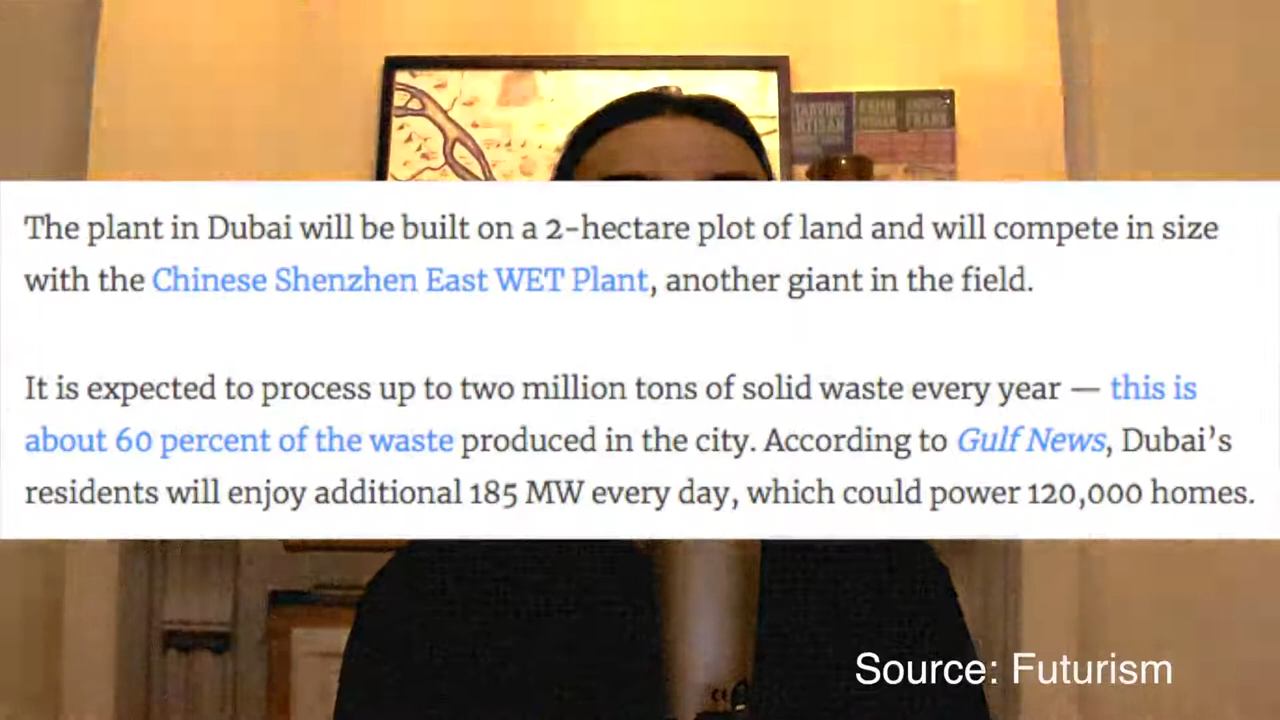 TARVING
ARTISAN
The plant in Dubai will be built on a 2-hectare plot of land and will compete in size
with the Chinese Shenzhen East WET Plant, another giant in the field.
It is expected to process up to two million tons of solid waste every year — this is
about 60 percent of the waste produced in the city. According to Gulf News, Dubai’s
residents will enjoy additional 185 MW every day, which could power 120,000 homes.
Source: Futurism